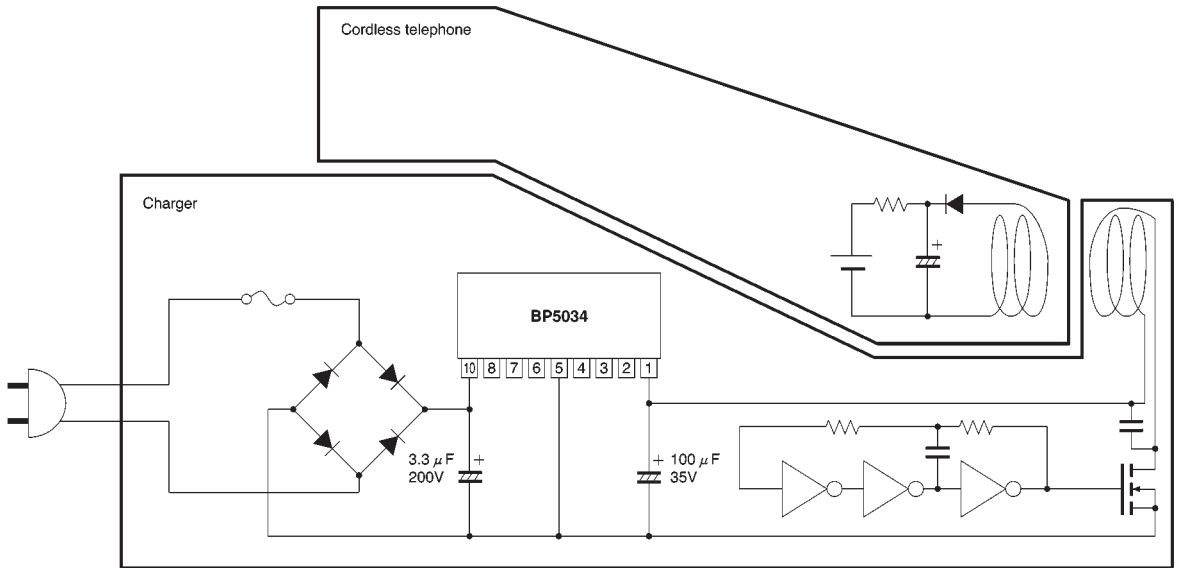 Cordless telephone
Charger
BP5034
10 8 7 6 5 4 3 2 1
3.3 μF
200V
+
+ 100 μF
35V
+